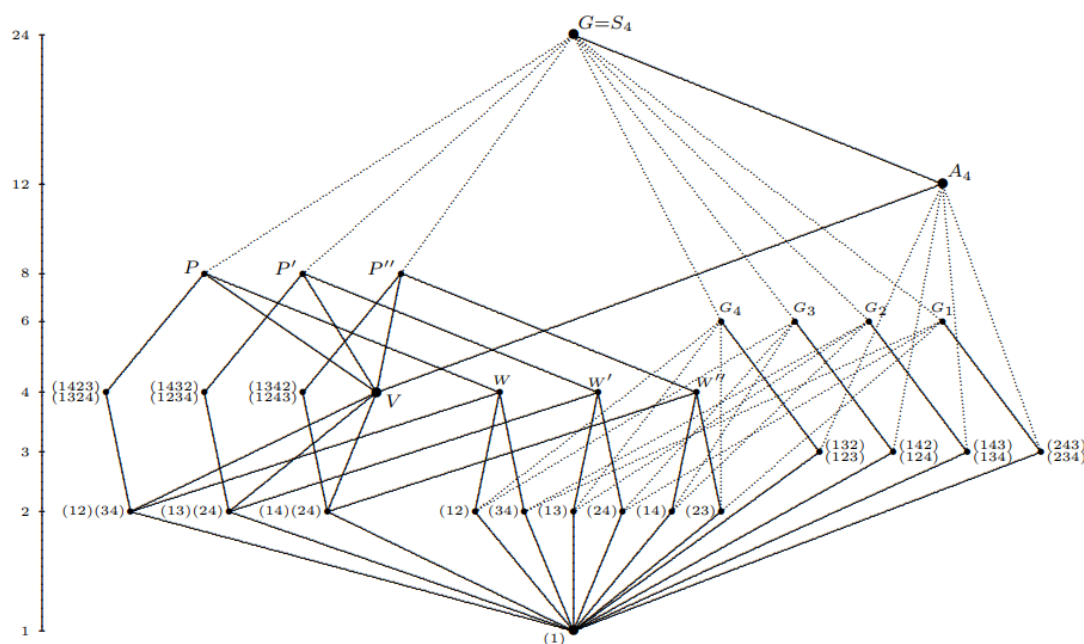 24
G=S₄
12
A₄
8
P
P′
P″
6
G₄
G₃
G₂
G₁
4
(1423)
(1324)
(1432)
(1234)
(1342)
(1243)
V
W
W′
W″
3
(132)
(123)
(142)
(124)
(143)
(134)
(243)
(234)
2
(12)(34)
(13)(24)
(14)(24)
(12)
(34)
(13)
(24)
(14)
(23)
1
(1)